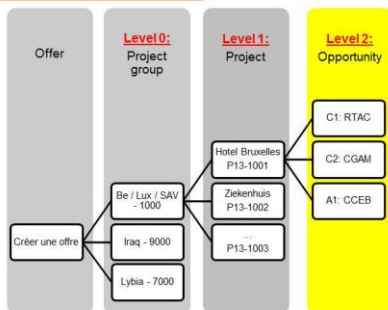 Offer
Level 0:
Project
group
Level 1:
Project
Level 2:
Opportunity
Créer une offre
Be / Lux / SAV
- 1000
Iraq - 9000
Lybia - 7000
Hotel Bruxelles
P13-1001
Ziekenhuis
P13-1002
...
P13-1003
C1: RTAC
C2: CGAM
A1: CCEB